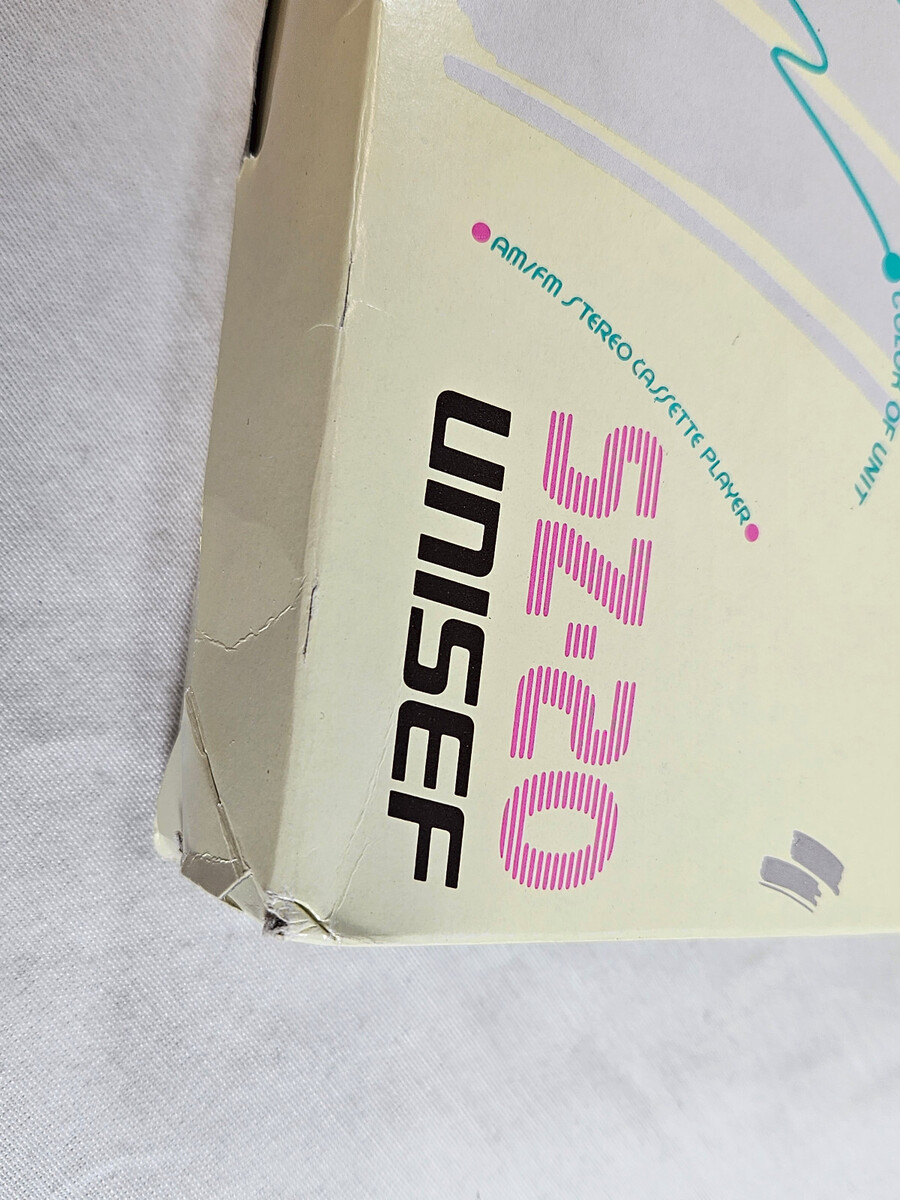 AM/FM STEREO CASSETTE PLAYER
COLOR OF UNIT
SZ-20
UNISEF